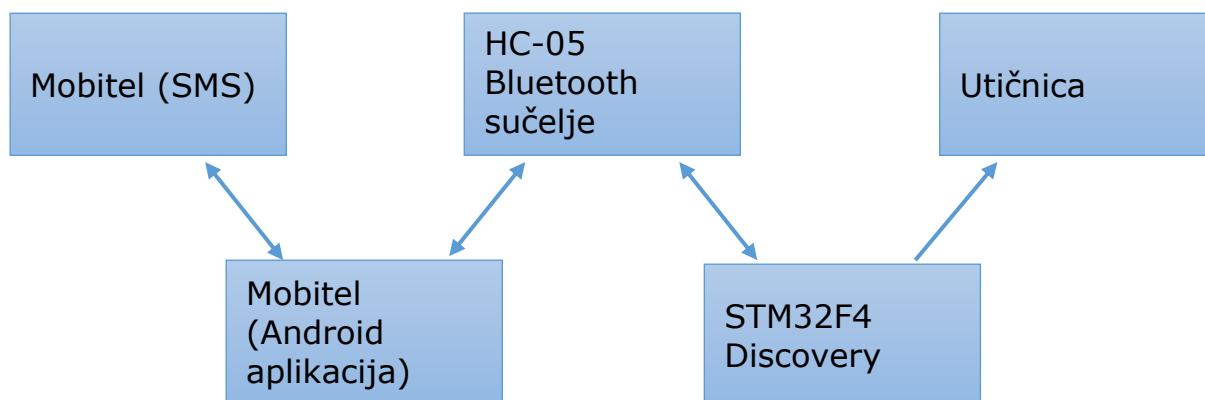 Mobitel (SMS)
HC-05
Bluetooth
sučelje
Utičnica
Mobitel
(Android
aplikacija)
STM32F4
Discovery